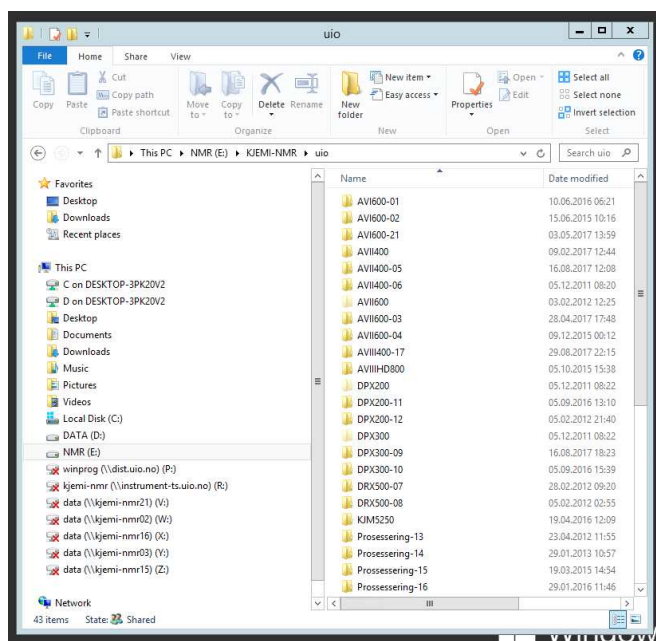 uio
File Home Share View
Copy
Paste
Cut
Copy path
Paste shortcut
Move to
Copy to
Delete
Rename
New folder
New item
Easy access
Properties
Open
Edit
Select all
Select none
Invert selection
Clipboard Organize New Open Select
This PC NMR (E:) KJEMI-NMR uio
Search uio
Favorites
Desktop
Downloads
Recent places
This PC
C on DESKTOP-3PK20V2
D on DESKTOP-3PK20V2
Desktop
Documents
Downloads
Music
Pictures
Videos
Local Disk (C:)
DATA (D:)
NMR (E:)
winprog (\\dist.uio.no) (P:)
kjemi-nmr (\\instrument-ts.uio.no) (R:)
data (\\kjemi-nmr21) (V:)
data (\\kjemi-nmr02) (W:)
data (\\kjemi-nmr16) (X:)
data (\\kjemi-nmr03) (Y:)
data (\\kjemi-nmr15) (Z:)
Network
Name Date modified
AVI600-01 10.06.2016 06:21
AVI600-02 15.06.2015 10:16
AVI600-21 03.05.2017 13:59
AVII400 09.02.2017 12:44
AVII400-05 16.08.2017 12:08
AVII400-06 05.12.2011 08:20
AVII600 03.02.2012 12:25
AVII600-03 28.04.2017 17:48
AVII600-04 09.12.2015 00:12
AVIII400-17 29.08.2017 22:15
AVIIIHD800 05.10.2015 15:38
DPX200 05.12.2011 08:22
DPX200-11 05.09.2016 13:10
DPX200-12 05.02.2012 21:40
DPX300 05.12.2011 08:22
DPX300-09 16.08.2017 18:23
DPX300-10 05.09.2016 15:39
DRX500-07 28.02.2012 09:20
DRX500-08 05.02.2012 02:55
KJM5250 19.04.2016 12:09
Prosessering-13 23.04.2012 11:55
Prosessering-14 29.01.2013 10:57
Prossessering-15 19.03.2015 14:54
Prossessering-16 29.01.2016 11:46
43 items State: Shared